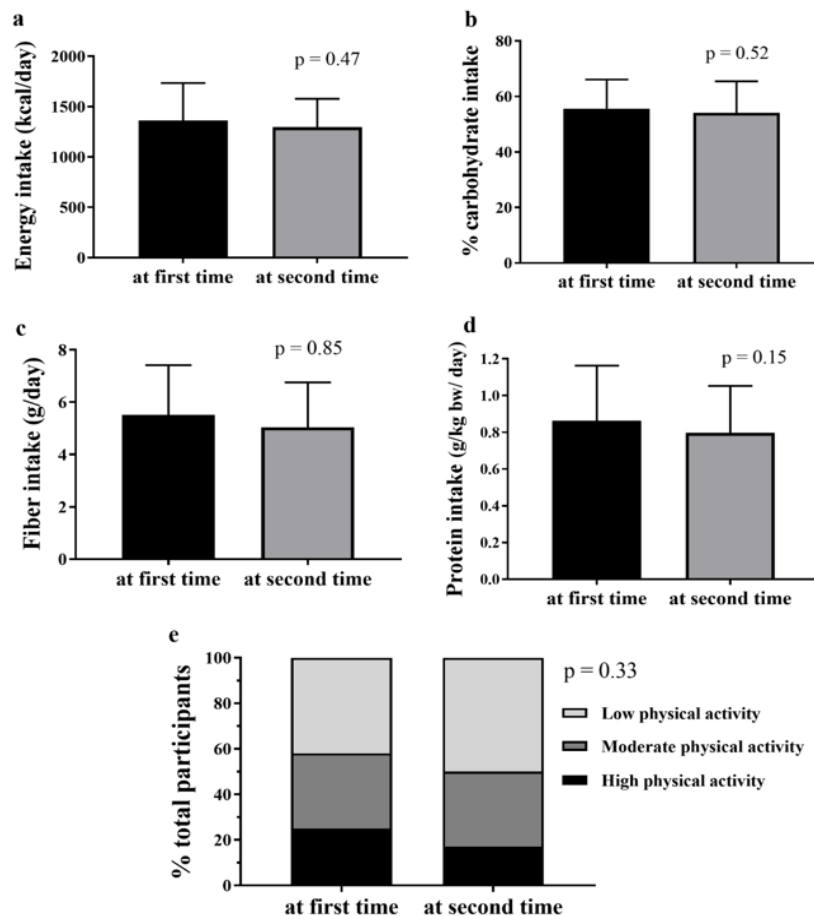 a
Energy intake (kcal/day)
2000
1500
1000
500
0
p = 0.47
at first time at second time
b
% carbohydrate intake
80
60
40
20
0
p = 0.52
at first time at second time
c
Fiber intake (g/day)
8
6
4
2
0
p = 0.85
at first time at second time
d
Protein intake (g/kg bw/ day)
1.2
1.0
0.8
0.6
0.4
0.2
0.0
p = 0.15
at first time at second time
e
% total participants
100
80
60
40
20
0
p = 0.33
Low physical activity
Moderate physical activity
High physical activity
at first time at second time